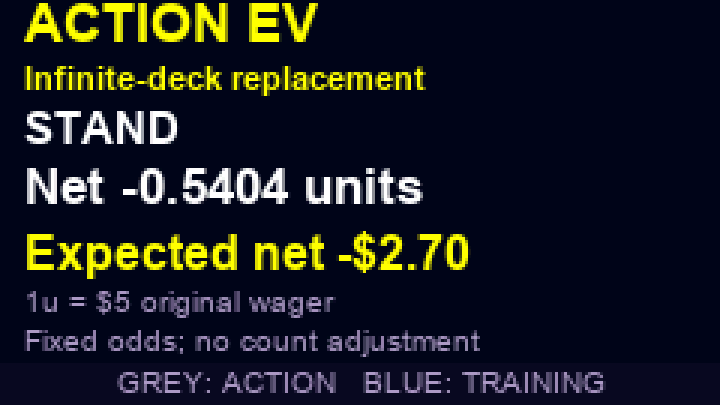 ACTION EV
Infinite-deck replacement
STAND
Net -0.5404 units
Expected net -$2.70
1u = $5 original wager
Fixed odds; no count adjustment
GREY: ACTION BLUE: TRAINING